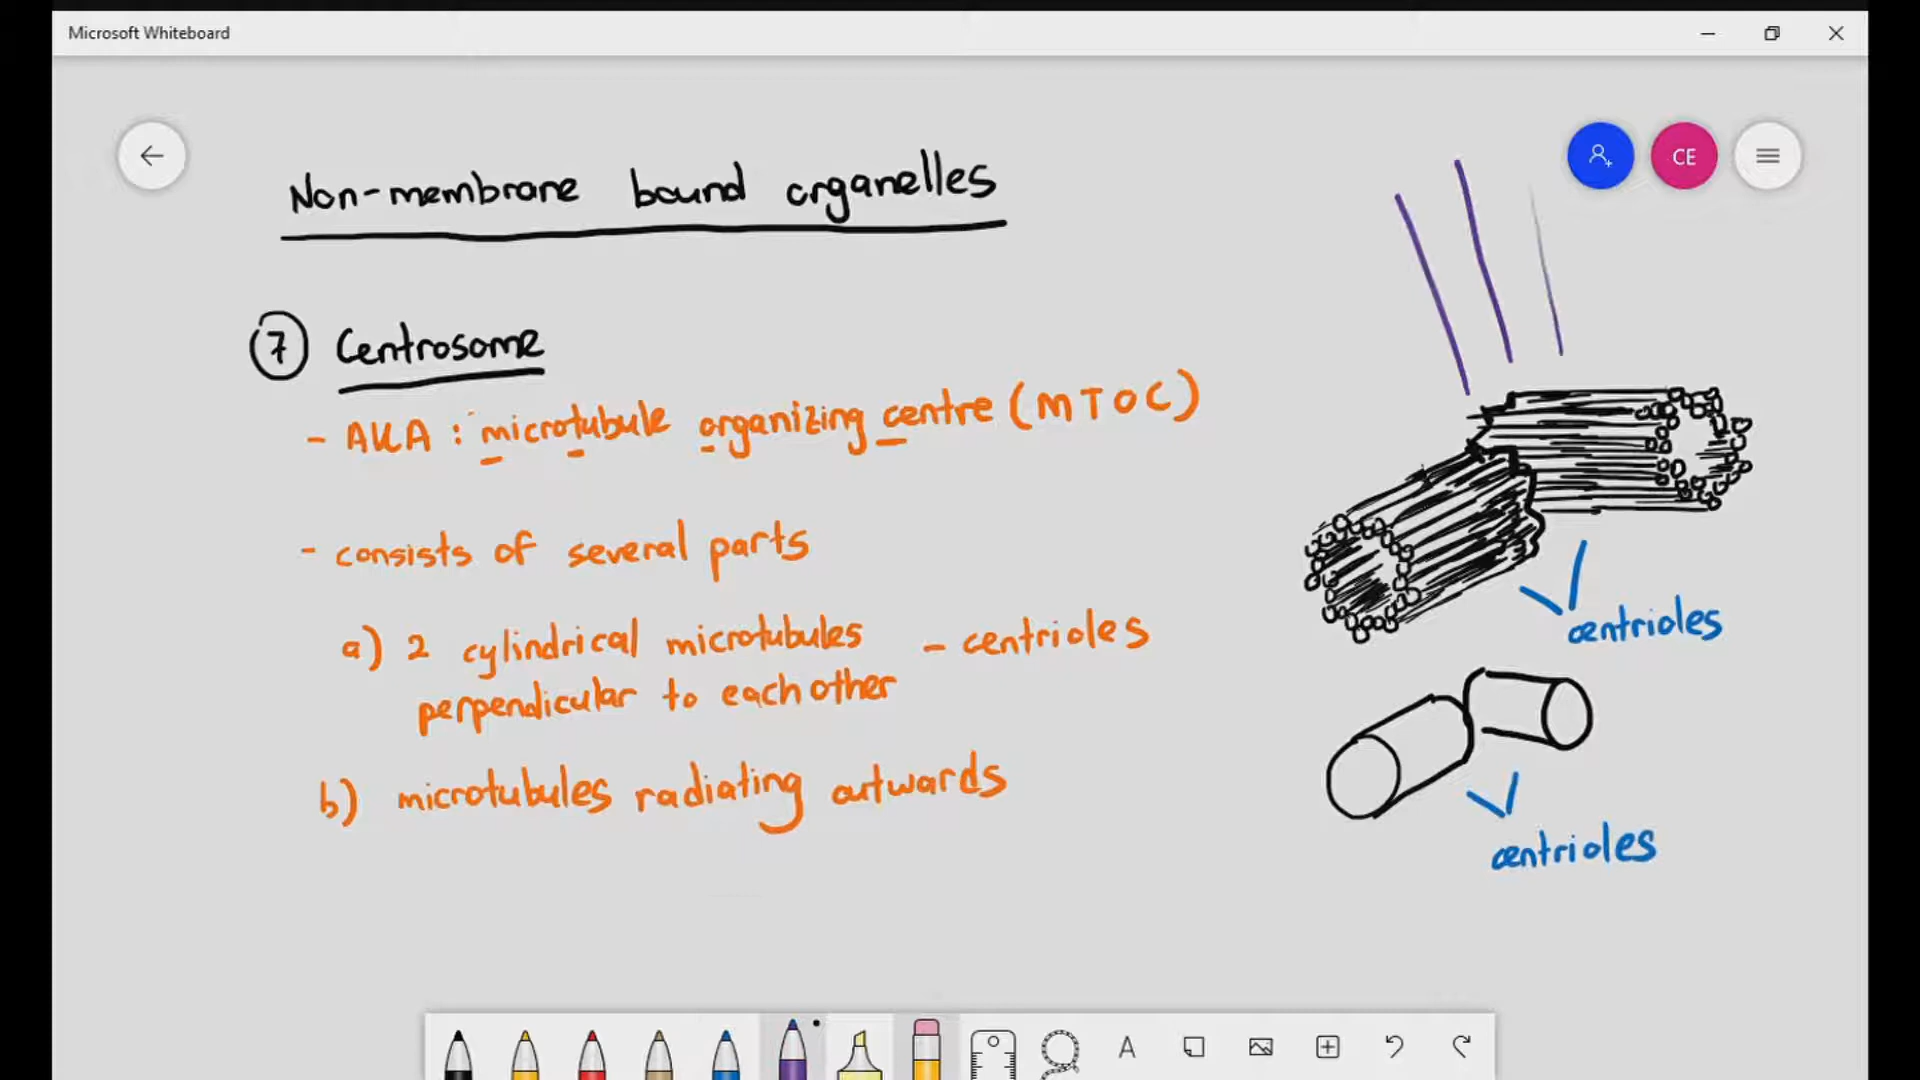 Microsoft Whiteboard
CE
Non-membrane bound organelles
7 Centrosome
- AKA : microtubule organizing centre (MTOC)
- consists of several parts
a) 2 cylindrical microtubules - centrioles
perpendicular to each other
b) microtubules radiating outwards
centrioles
centrioles
A